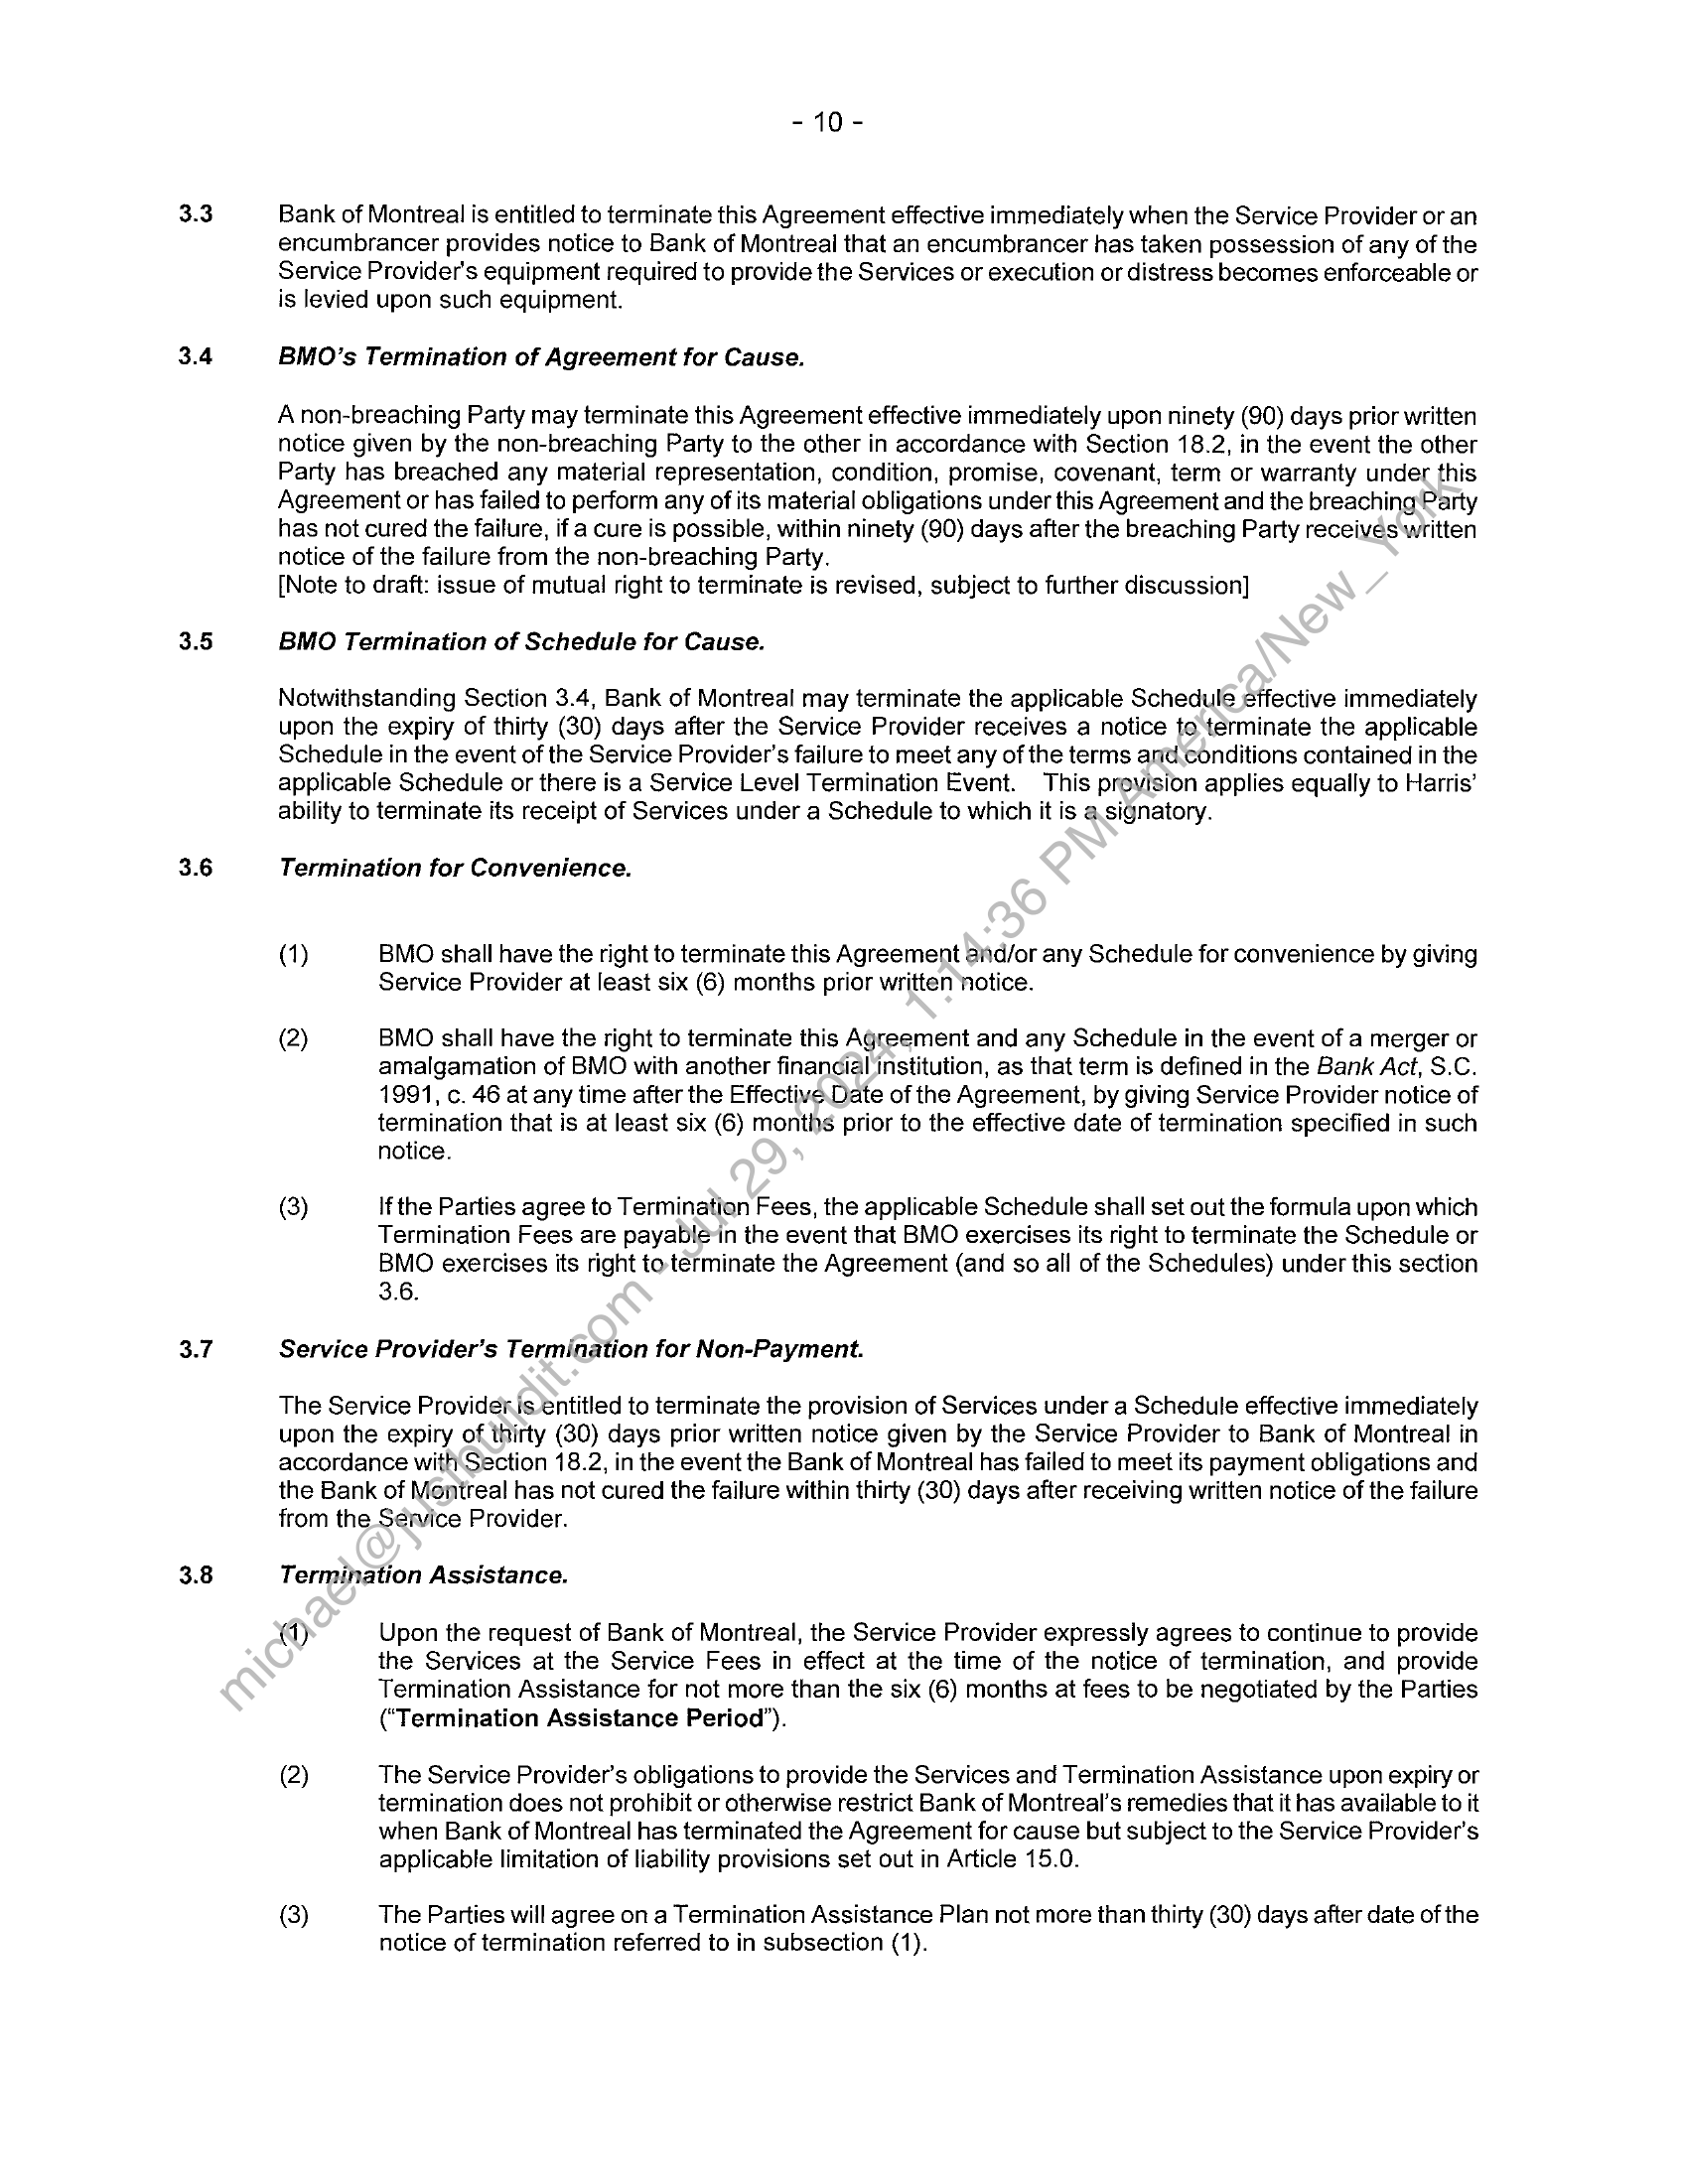 - 10 -
3.3 Bank of Montreal is entitled to terminate this Agreement effective immediately when the Service Provider or an
encumbrancer provides notice to Bank of Montreal that an encumbrancer has taken possession of any of the
Service Provider's equipment required to provide the Services or execution or distress becomes enforceable or
is levied upon such equipment.
3.4 BMO's Termination of Agreement for Cause.
A non-breaching Party may terminate this Agreement effective immediately upon ninety (90) days prior written
notice given by the non-breaching Party to the other in accordance with Section 18.2, in the event the other
Party has breached any material representation, condition, promise, covenant, term or warranty under this
Agreement or has failed to perform any of its material obligations under this Agreement and the breaching Party
has not cured the failure, if a cure is possible, within ninety (90) days after the breaching Party receives written
notice of the failure from the non-breaching Party.
[Note to draft: issue of mutual right to terminate is revised, subject to further discussion]
3.5 BMO Termination of Schedule for Cause.
Notwithstanding Section 3.4, Bank of Montreal may terminate the applicable Schedule effective immediately
upon the expiry of thirty (30) days after the Service Provider receives a notice to terminate the applicable
Schedule in the event of the Service Provider's failure to meet any of the terms and conditions contained in the
applicable Schedule or there is a Service Level Termination Event. This provision applies equally to Harris'
ability to terminate its receipt of Services under a Schedule to which it is a signatory.
3.6 Termination for Convenience.
(1) BMO shall have the right to terminate this Agreement and/or any Schedule for convenience by giving
Service Provider at least six (6) months prior written notice.
(2) BMO shall have the right to terminate this Agreement and any Schedule in the event of a merger or
amalgamation of BMO with another financial institution, as that term is defined in the Bank Act, S.C.
1991, c. 46 at any time after the Effective Date of the Agreement, by giving Service Provider notice of
termination that is at least six (6) months prior to the effective date of termination specified in such
notice.
(3) If the Parties agree to Termination Fees, the applicable Schedule shall set out the formula upon which
Termination Fees are payable in the event that BMO exercises its right to terminate the Schedule or
BMO exercises its right to terminate the Agreement (and so all of the Schedules) under this section
3.6.
3.7 Service Provider's Termination for Non-Payment.
The Service Provider is entitled to terminate the provision of Services under a Schedule effective immediately
upon the expiry of thirty (30) days prior written notice given by the Service Provider to Bank of Montreal in
accordance with Section 18.2, in the event the Bank of Montreal has failed to meet its payment obligations and
the Bank of Montreal has not cured the failure within thirty (30) days after receiving written notice of the failure
from the Service Provider.
3.8 Termination Assistance.
(1) Upon the request of Bank of Montreal, the Service Provider expressly agrees to continue to provide
the Services at the Service Fees in effect at the time of the notice of termination, and provide
Termination Assistance for not more than the six (6) months at fees to be negotiated by the Parties
("Termination Assistance Period").
(2) The Service Provider's obligations to provide the Services and Termination Assistance upon expiry or
termination does not prohibit or otherwise restrict Bank of Montreal's remedies that it has available to it
when Bank of Montreal has terminated the Agreement for cause but subject to the Service Provider's
applicable limitation of liability provisions set out in Article 15.0.
(3) The Parties will agree on a Termination Assistance Plan not more than thirty (30) days after date of the
notice of termination referred to in subsection (1).
michael@justbuildit.com - Jul 29, 2024, 1:14:36 PM America/New_York